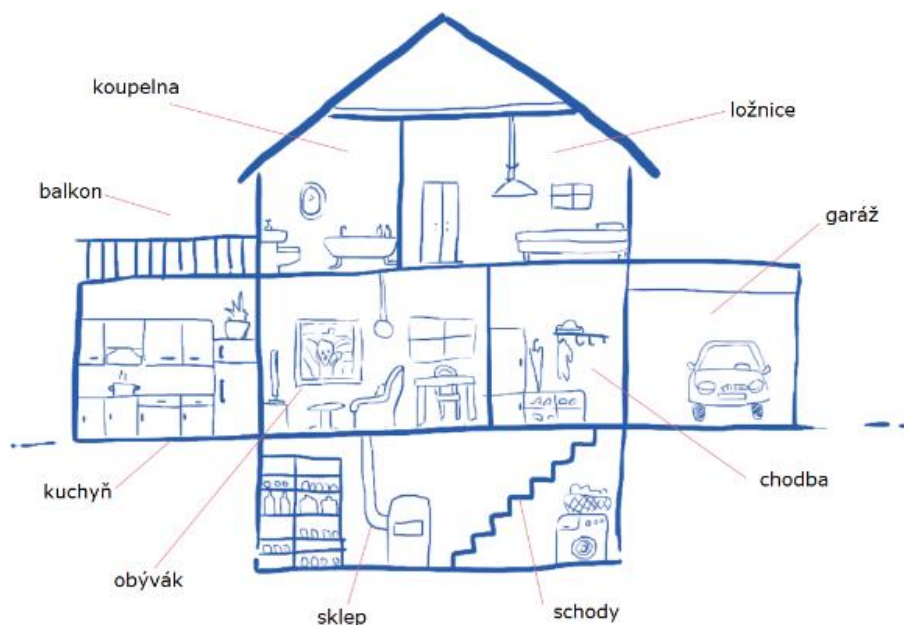 koupelna
ložnice
balkon
garáž
kuchyň
chodba
obývák
sklep
schody